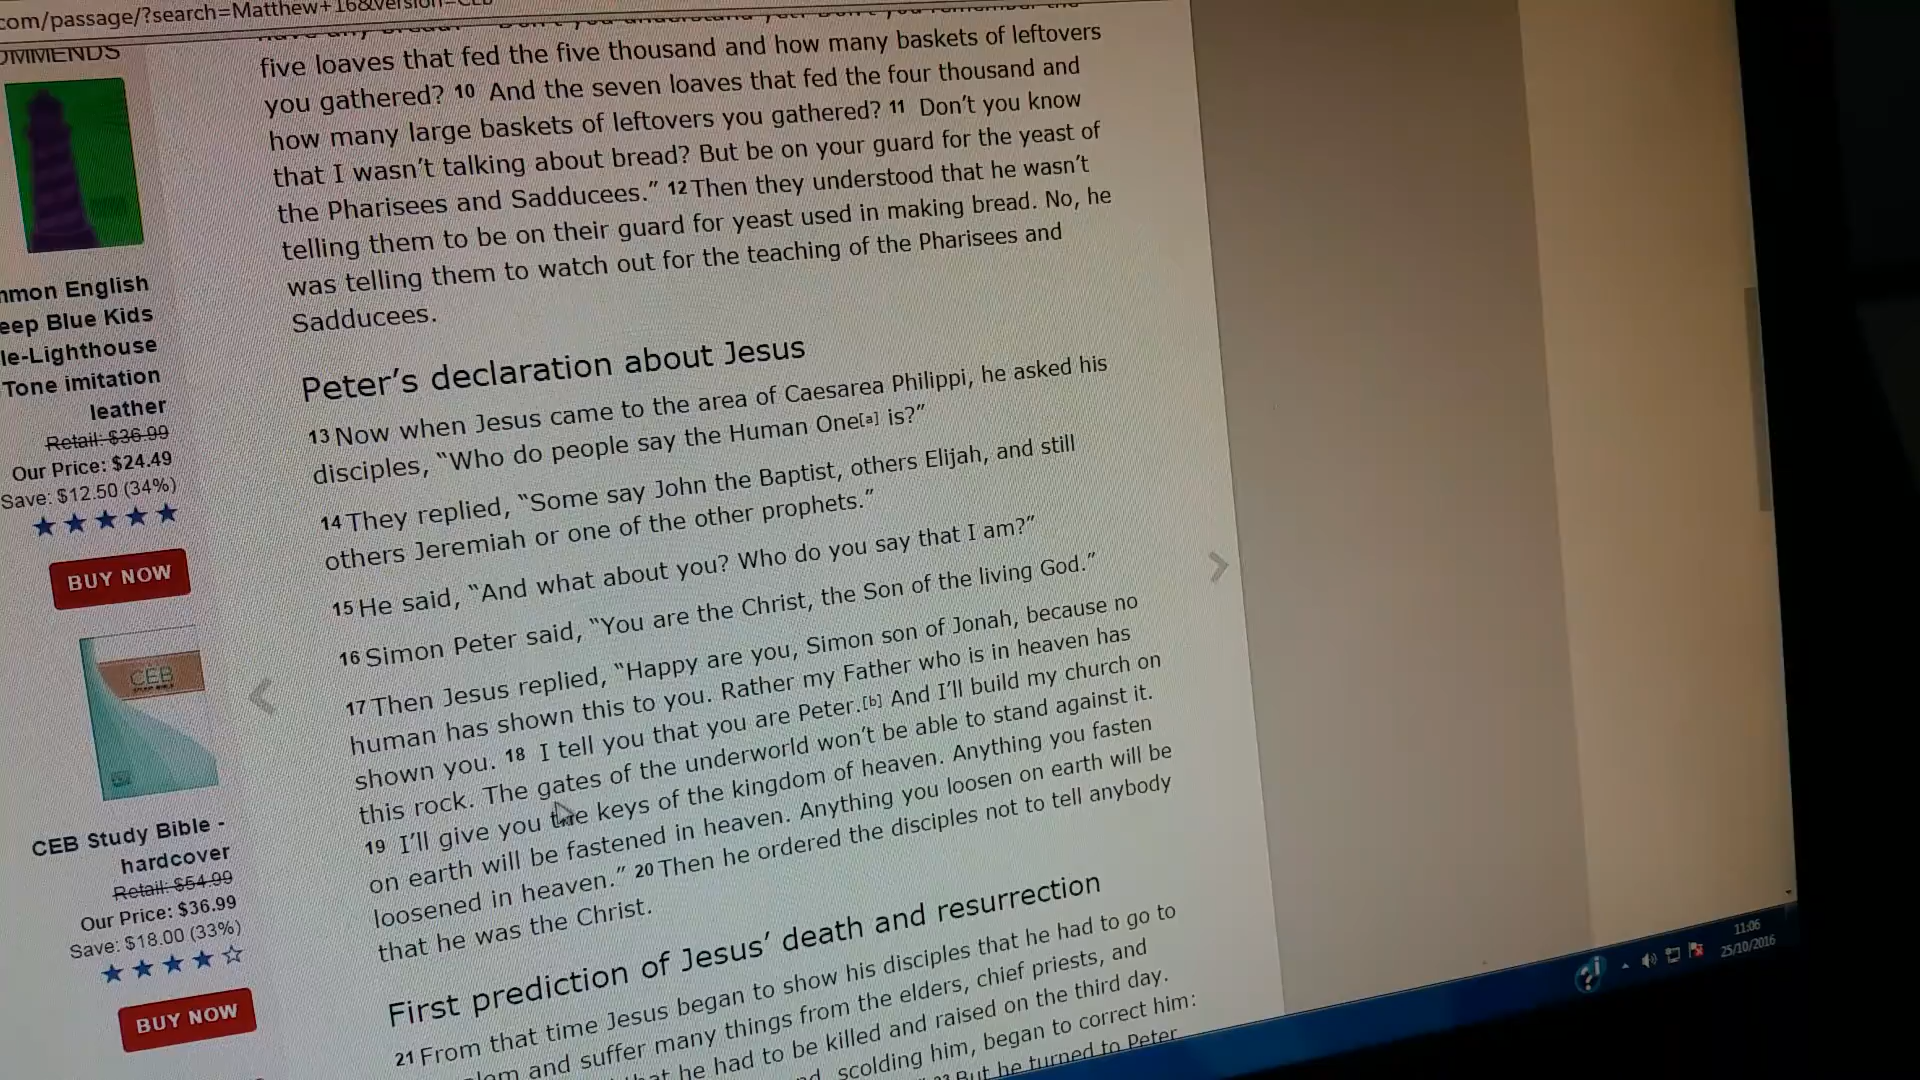 com/passage/?search=Matthew+16&version=CEB
OMMENDS
mmon English
eep Blue Kids
le-Lighthouse
Tone imitation
leather
Retail: $36.99
Our Price: $24.49
Save: $12.50 (34%)
BUY NOW
CEB
CEB Study Bible -
hardcover
Retail: $54.99
Our Price: $36.99
Save: $18.00 (33%)
BUY NOW
five loaves that fed the five thousand and how many baskets of leftovers
you gathered? 10 And the seven loaves that fed the four thousand and
how many large baskets of leftovers you gathered? 11 Don’t you know
that I wasn’t talking about bread? But be on your guard for the yeast of
the Pharisees and Sadducees.” 12 Then they understood that he wasn’t
telling them to be on their guard for yeast used in making bread. No, he
was telling them to watch out for the teaching of the Pharisees and
Sadducees.
Peter’s declaration about Jesus
13 Now when Jesus came to the area of Caesarea Philippi, he asked his
disciples, “Who do people say the Human One[a] is?”
14 They replied, “Some say John the Baptist, others Elijah, and still
others Jeremiah or one of the other prophets.”
15 He said, “And what about you? Who do you say that I am?”
16 Simon Peter said, “You are the Christ, the Son of the living God.”
17 Then Jesus replied, “Happy are you, Simon son of Jonah, because no
human has shown this to you. Rather my Father who is in heaven has
shown you. 18 I tell you that you are Peter.[b] And I’ll build my church on
this rock. The gates of the underworld won’t be able to stand against it.
19 I’ll give you the keys of the kingdom of heaven. Anything you fasten
on earth will be fastened in heaven. Anything you loosen on earth will be
loosened in heaven.” 20 Then he ordered the disciples not to tell anybody
that he was the Christ.
First prediction of Jesus’ death and resurrection
21 From that time Jesus began to show his disciples that he had to go to
lem and suffer many things from the elders, chief priests, and
that he had to be killed and raised on the third day.
scolding him, began to correct him:
But he turned to Peter
11:06
25/10/2016